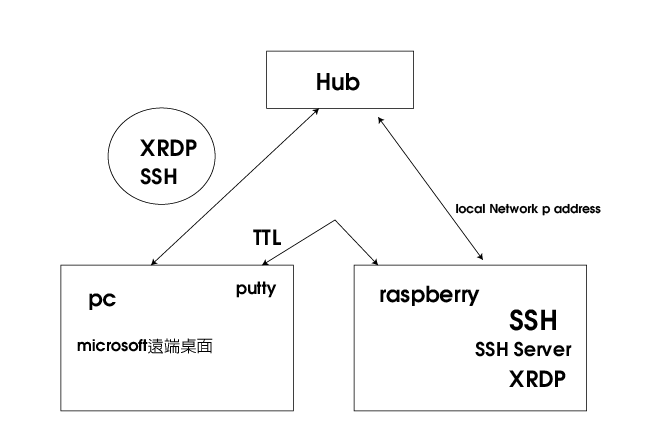 Hub
XRDP
SSH
local Network p address
TTL
pc
putty
microsoft遠端桌面
raspberry
SSH
SSH Server
XRDP